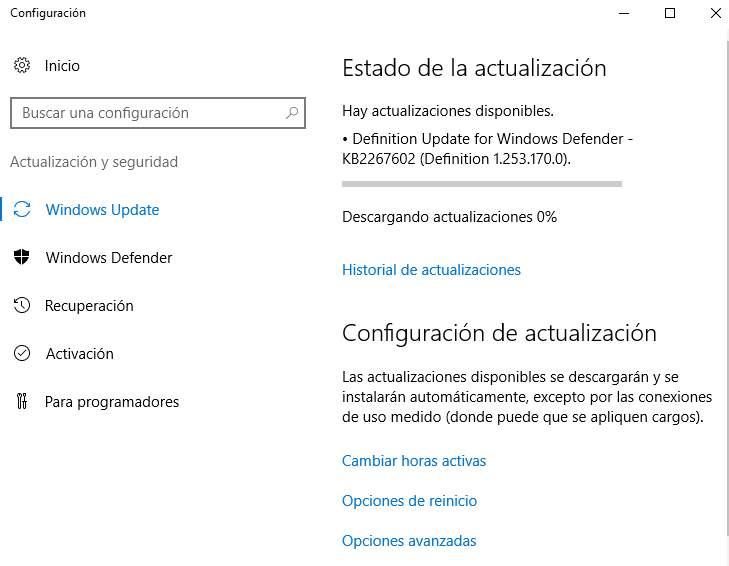 Configuración
Inicio
Buscar una configuración
Actualización y seguridad
Windows Update
Windows Defender
Recuperación
Activación
Para programadores
Estado de la actualización
Hay actualizaciones disponibles.
• Definition Update for Windows Defender -
KB2267602 (Definition 1.253.170.0).
Descargando actualizaciones 0%
Historial de actualizaciones
Configuración de actualización
Las actualizaciones disponibles se descargarán y se
instalarán automáticamente, excepto por las conexiones
de uso medido (donde puede que se apliquen cargos).
Cambiar horas activas
Opciones de reinicio
Opciones avanzadas